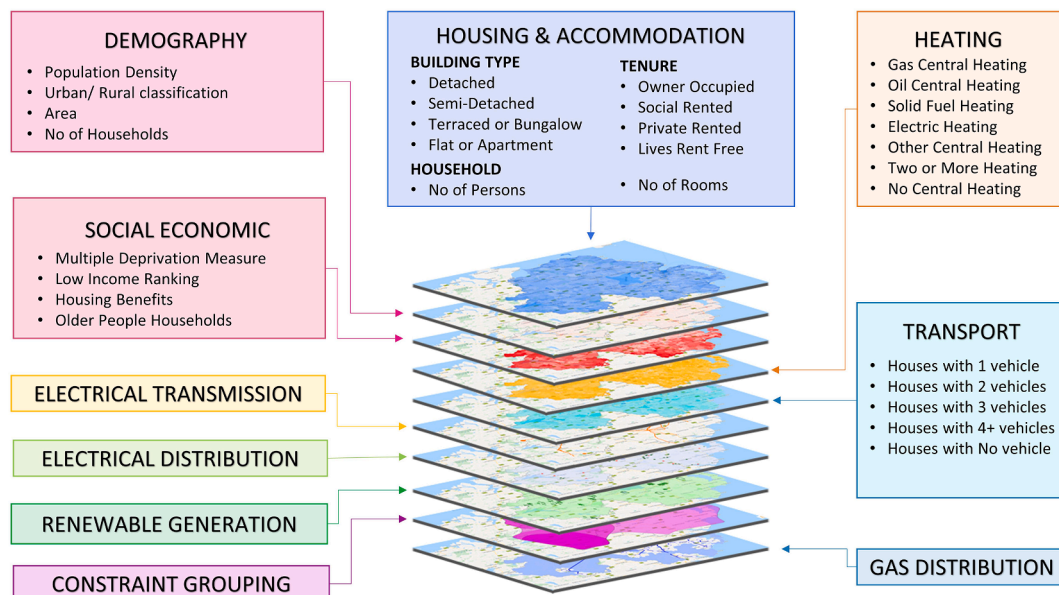 DEMOGRAPHY
• Population Density
• Urban/ Rural classification
• Area
• No of Households
SOCIAL ECONOMIC
• Multiple Deprivation Measure
• Low Income Ranking
• Housing Benefits
• Older People Households
ELECTRICAL TRANSMISSION
ELECTRICAL DISTRIBUTION
RENEWABLE GENERATION
CONSTRAINT GROUPING
HOUSING & ACCOMMODATION
BUILDING TYPE
• Detached
• Semi-Detached
• Terraced or Bungalow
• Flat or Apartment
HOUSEHOLD
• No of Persons
TENURE
• Owner Occupied
• Social Rented
• Private Rented
• Lives Rent Free
• No of Rooms
HEATING
• Gas Central Heating
• Oil Central Heating
• Solid Fuel Heating
• Electric Heating
• Other Central Heating
• Two or More Heating
• No Central Heating
TRANSPORT
• Houses with 1 vehicle
• Houses with 2 vehicles
• Houses with 3 vehicles
• Houses with 4+ vehicles
• Houses with No vehicle
GAS DISTRIBUTION